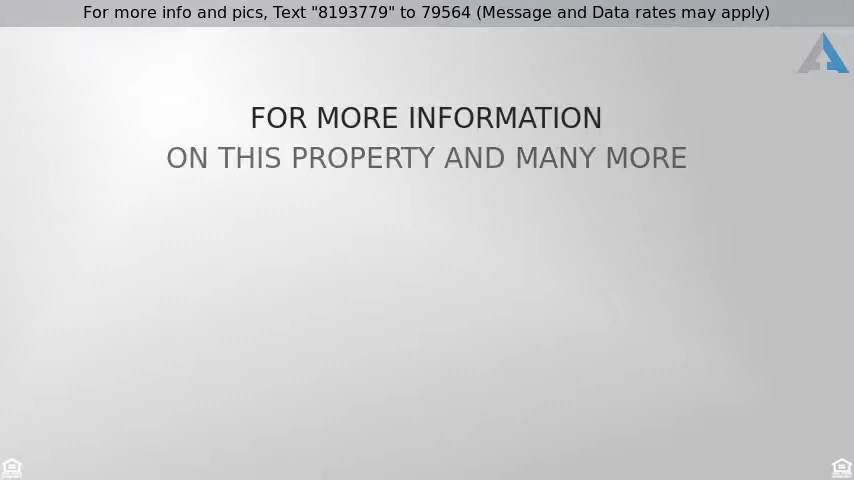 For more info and pics, Text "8193779" to 79564 (Message and Data rates may apply)
FOR MORE INFORMATION
ON THIS PROPERTY AND MANY MORE